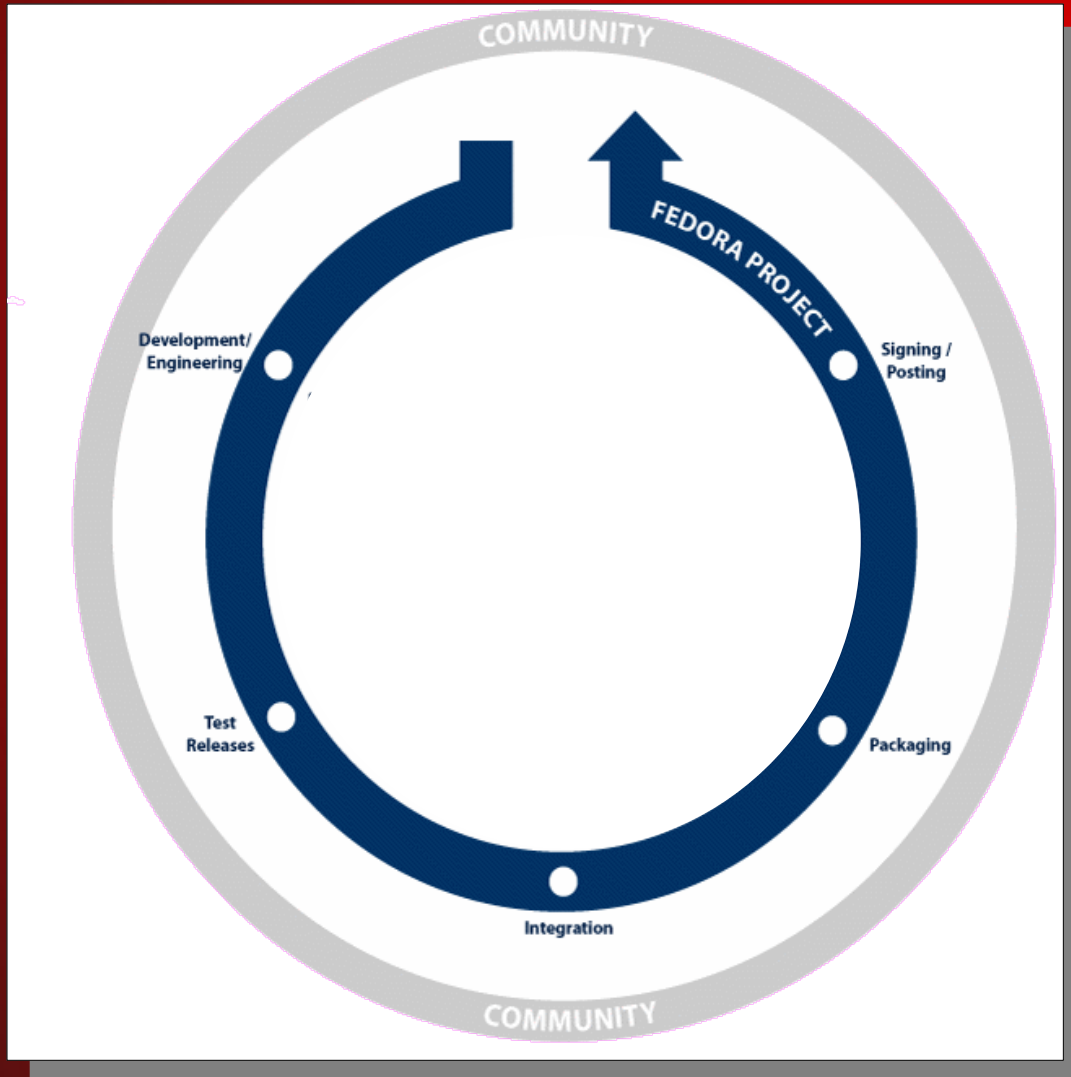 COMMUNITY
FEDORA PROJECT
Development/
Engineering
Signing /
Posting
Test
Releases
Packaging
Integration
COMMUNITY